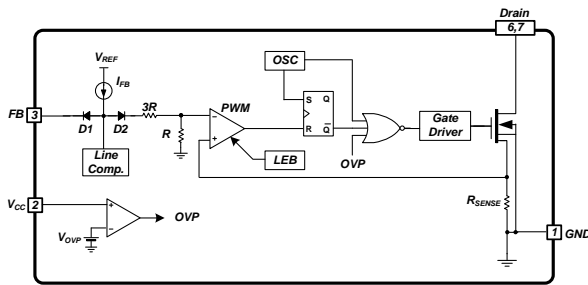 Drain
6,7
VREF
IFB
OSC
FB
3
D1
D2
3R
R
PWM
S
Q
R
Q̅
Gate
Driver
Line
Comp.
LEB
OVP
RSENSE
VCC
2
OVP
VOVP
1
GND